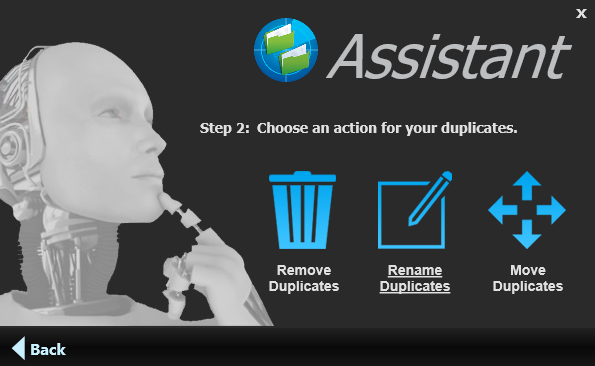 x
Assistant
Step 2: Choose an action for your duplicates.
Remove
Duplicates
Rename
Duplicates
Move
Duplicates
Back